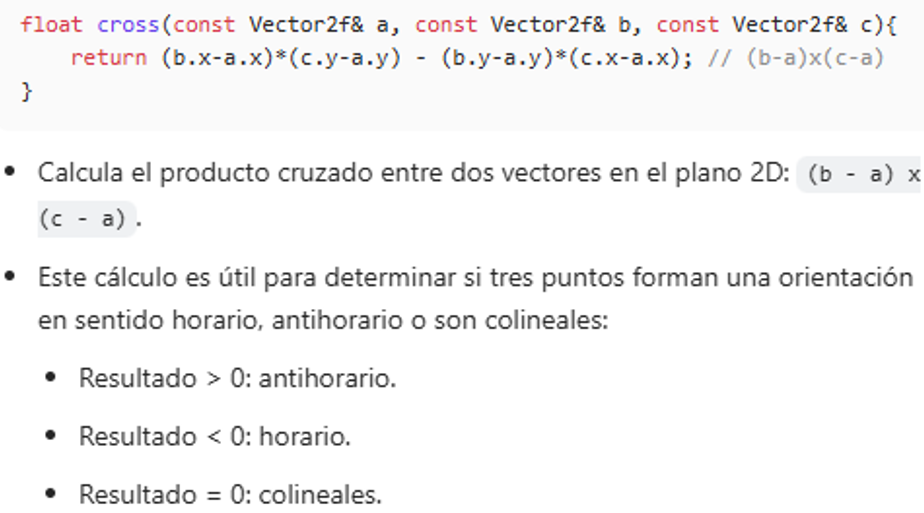 float cross(const Vector2f& a, const Vector2f& b, const Vector2f& c){
    return (b.x-a.x)*(c.y-a.y) - (b.y-a.y)*(c.x-a.x); // (b-a)x(c-a)
}
• Calcula el producto cruzado entre dos vectores en el plano 2D: (b - a) x
(c - a).
• Este cálculo es útil para determinar si tres puntos forman una orientación
en sentido horario, antihorario o son colineales:
• Resultado > 0: antihorario.
• Resultado < 0: horario.
• Resultado = 0: colineales.